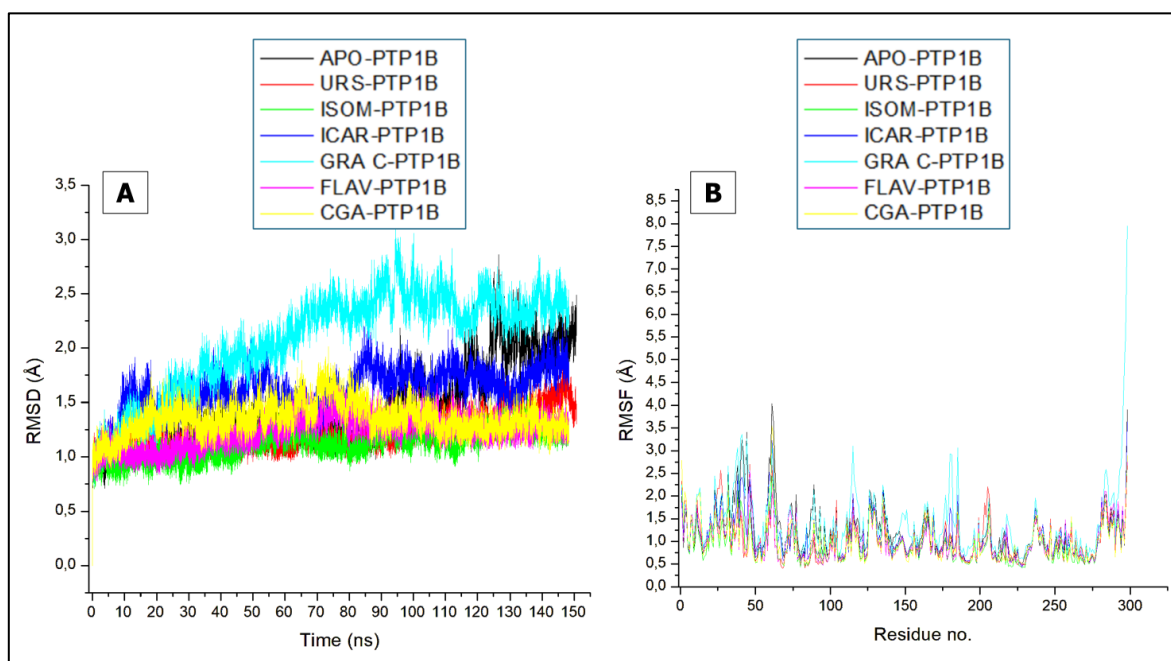 APO-PTP1B
URS-PTP1B
ISOM-PTP1B
ICAR-PTP1B
GRA C-PTP1B
FLAV-PTP1B
CGA-PTP1B
A
3,5
3,0
2,5
2,0
1,5
1,0
0,5
0,0
RMSD (Å)
0 10 20 30 40 50 60 70 80 90 100 110 120 130 140 150
Time (ns)
APO-PTP1B
URS-PTP1B
ISOM-PTP1B
ICAR-PTP1B
GRA C-PTP1B
FLAV-PTP1B
CGA-PTP1B
B
8,5
8,0
7,5
7,0
6,5
6,0
5,5
5,0
4,5
4,0
3,5
3,0
2,5
2,0
1,5
1,0
0,5
0,0
RMSF (Å)
0 50 100 150 200 250 300
Residue no.